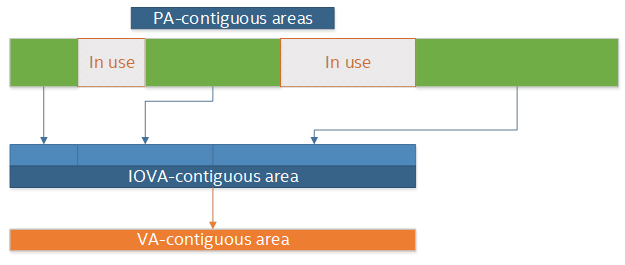 PA-contiguous areas
In use
In use
IOVA-contiguous area
VA-contiguous area